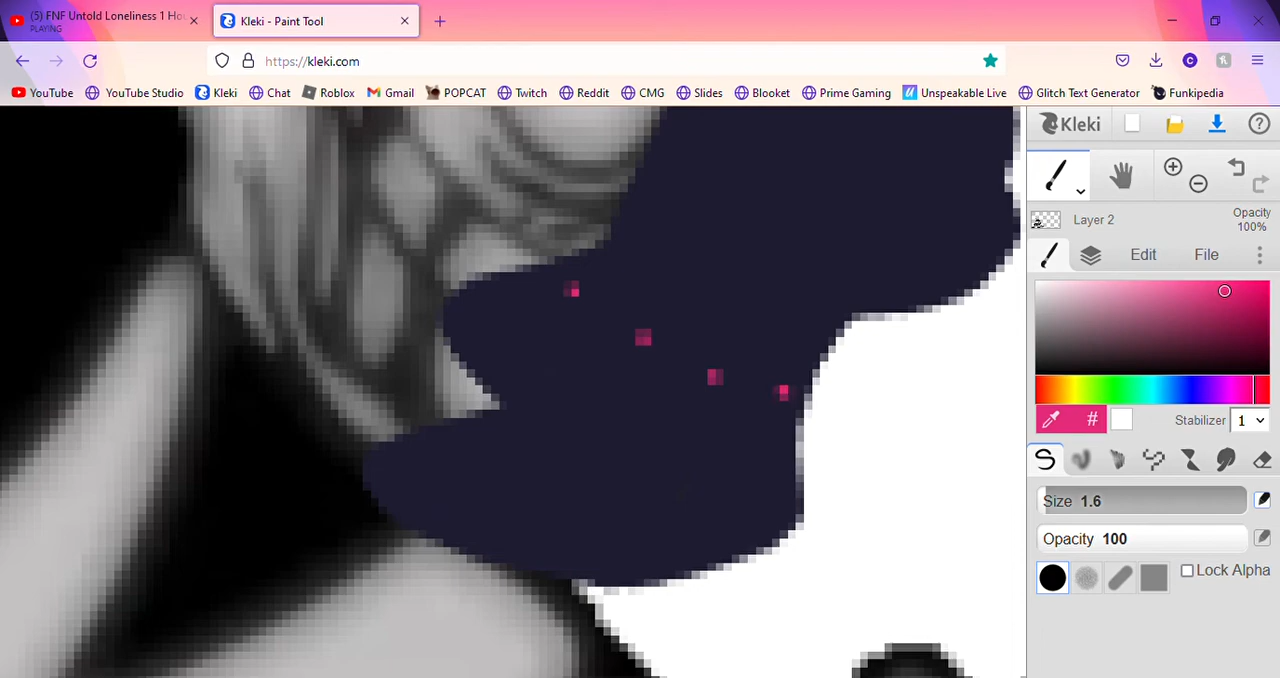 (5) FNF Untold Loneliness 1 Hou
PLAYING
Kleki - Paint Tool
https://kleki.com
YouTube YouTube Studio Kleki Chat Roblox Gmail POPCAT Twitch Reddit CMG Slides Blooket Prime Gaming Unspeakable Live Glitch Text Generator Funkipedia
Kleki
Layer 2
Opacity
100%
Edit File
#
Stabilizer 1
Size 1.6
Opacity 100
Lock Alpha